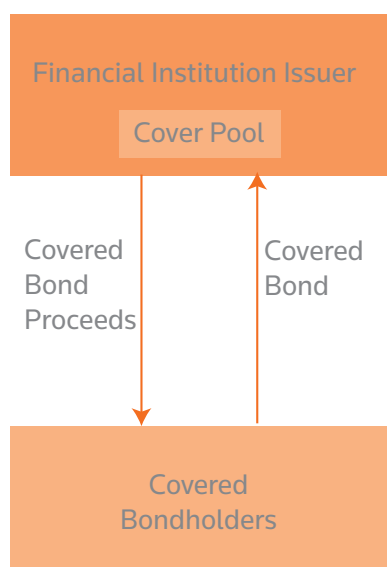 Financial Institution Issuer
Cover Pool
Covered
Bond
Proceeds
Covered
Bond
Covered
Bondholders